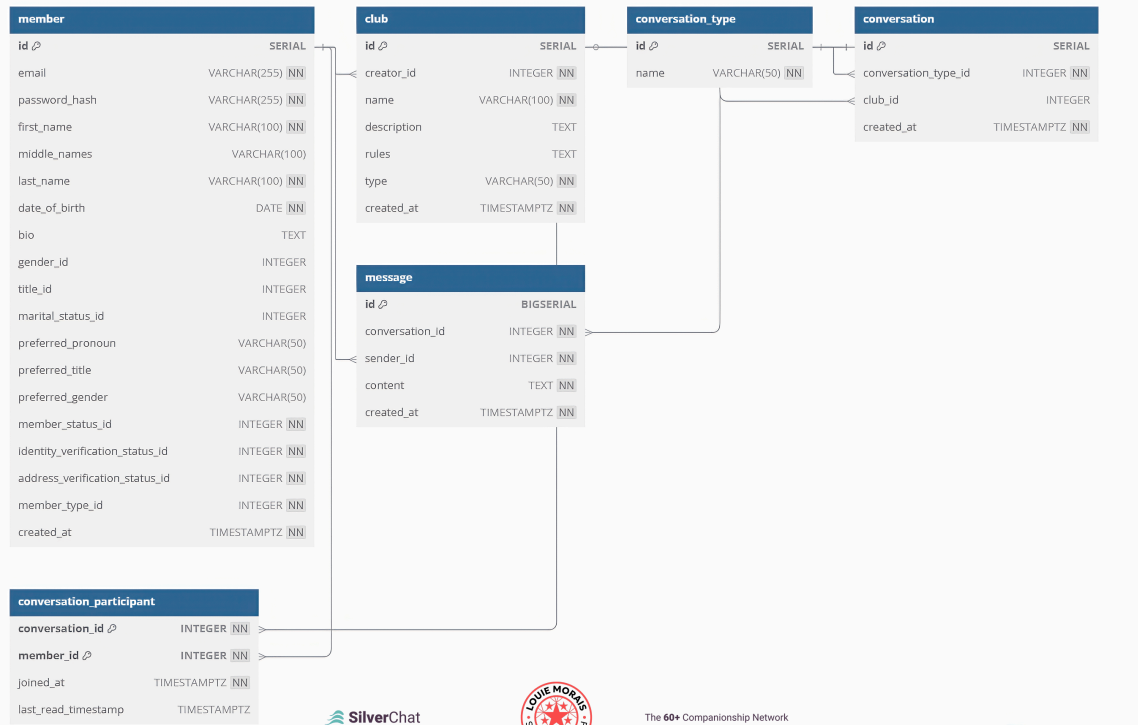 member
id SERIAL
email VARCHAR(255) NN
password_hash VARCHAR(255) NN
first_name VARCHAR(100) NN
middle_names VARCHAR(100)
last_name VARCHAR(100) NN
date_of_birth DATE NN
bio TEXT
gender_id INTEGER
title_id INTEGER
marital_status_id INTEGER
preferred_pronoun VARCHAR(50)
preferred_title VARCHAR(50)
preferred_gender VARCHAR(50)
member_status_id INTEGER NN
identity_verification_status_id INTEGER NN
address_verification_status_id INTEGER NN
member_type_id INTEGER NN
created_at TIMESTAMPTZ NN
club
id SERIAL
creator_id INTEGER NN
name VARCHAR(100) NN
description TEXT
rules TEXT
type VARCHAR(50) NN
created_at TIMESTAMPTZ NN
conversation_type
id SERIAL
name VARCHAR(50) NN
conversation
id SERIAL
conversation_type_id INTEGER NN
club_id INTEGER
created_at TIMESTAMPTZ NN
message
id BIGSERIAL
conversation_id INTEGER NN
sender_id INTEGER NN
content TEXT NN
created_at TIMESTAMPTZ NN
conversation_participant
conversation_id INTEGER NN
member_id INTEGER NN
joined_at TIMESTAMPTZ NN
last_read_timestamp TIMESTAMPTZ
SilverChat
LOUIE MORAIS
The 60+ Companionship Network